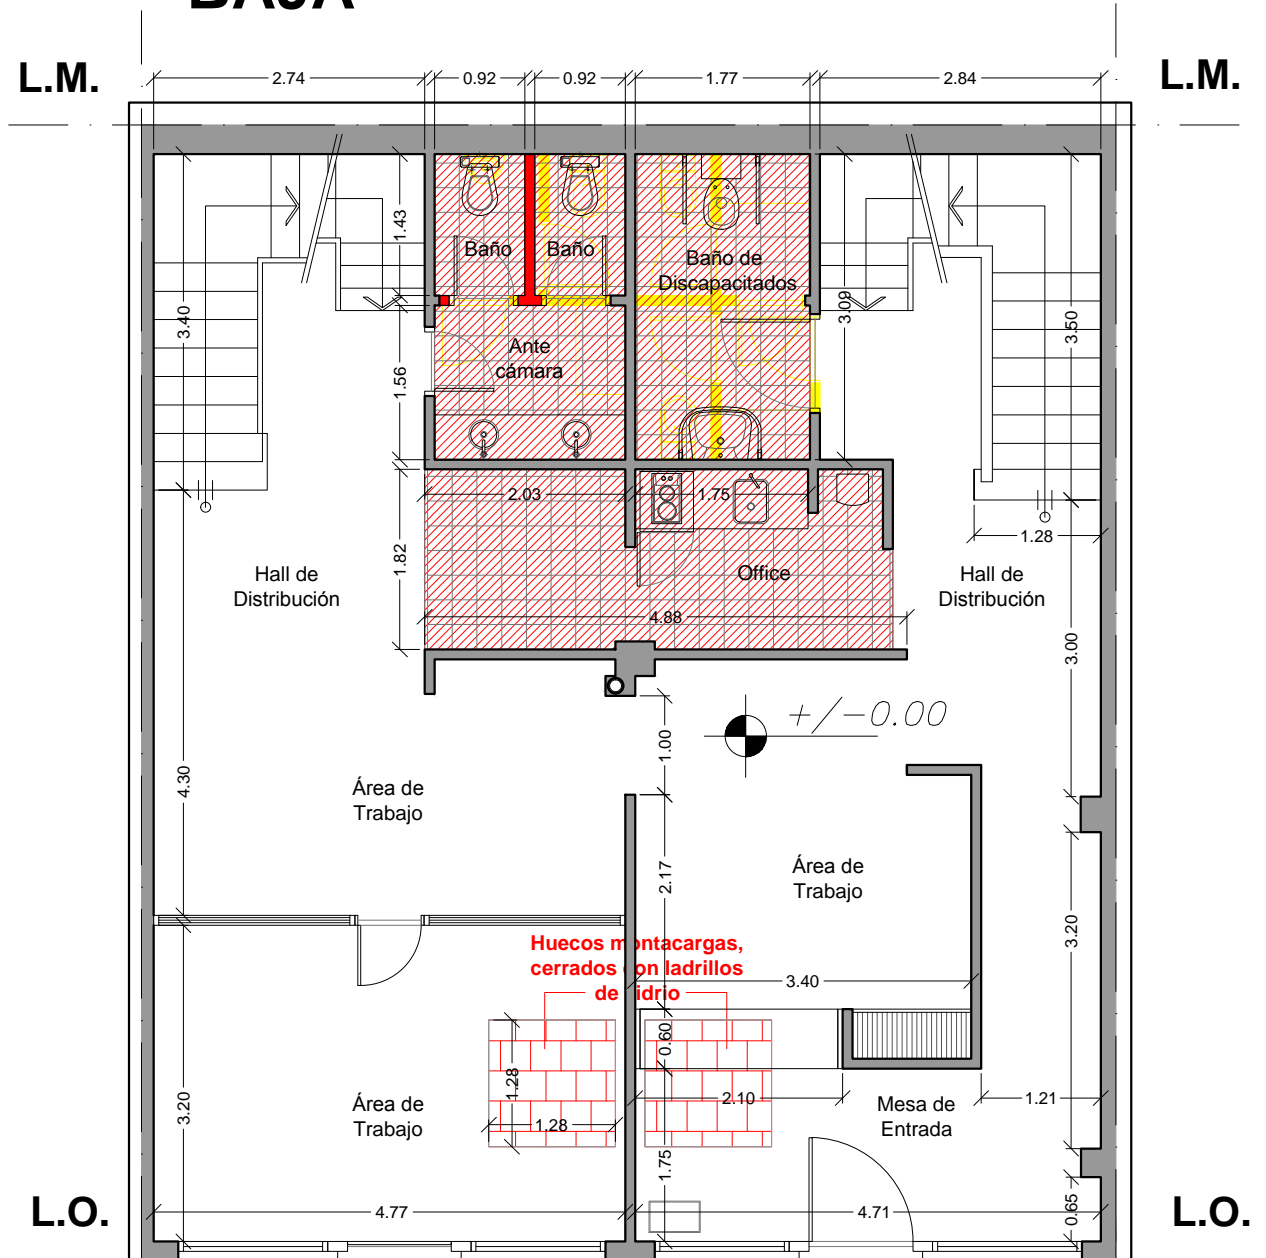 BAJA
L.M.
2.74
0.92
0.92
1.77
2.84
L.M.
1.43
Baño
Baño
Baño de
Discapacitados
3.40
3.09
3.50
1.56
Ante
cámara
2.03
1.75
1.28
1.82
Hall de
Distribución
Office
Hall de
Distribución
4.88
3.00
+/-0.00
1.00
4.30
Área de
Trabajo
2.17
Área de
Trabajo
3.20
Huecos montacargas,
cerrados con ladrillos
de vidrio
3.40
0.60
1.28
2.10
1.21
3.20
Área de
Trabajo
1.28
Mesa de
Entrada
1.75
0.65
L.O.
4.77
4.71
L.O.